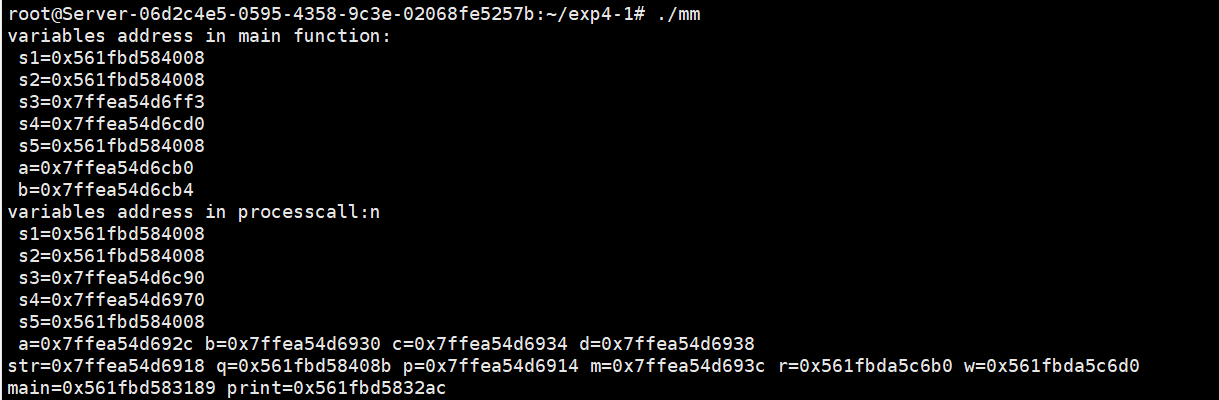 root@Server-06d2c4e5-0595-4358-9c3e-02068fe5257b:~/exp4-1# ./mm
variables address in main function:
s1=0x561fbd584008
s2=0x561fbd584008
s3=0x7ffea54d6ff3
s4=0x7ffea54d6cd0
s5=0x561fbd584008
a=0x7ffea54d6cb0
b=0x7ffea54d6cb4
variables address in processcall:n
s1=0x561fbd584008
s2=0x561fbd584008
s3=0x7ffea54d6c90
s4=0x7ffea54d6970
s5=0x561fbd584008
a=0x7ffea54d692c b=0x7ffea54d6930 c=0x7ffea54d6934 d=0x7ffea54d6938
str=0x7ffea54d6918 q=0x561fbd58408b p=0x7ffea54d6914 m=0x7ffea54d693c r=0x561fbda5c6b0 w=0x561fbda5c6d0
main=0x561fbd583189 print=0x561fbd5832ac